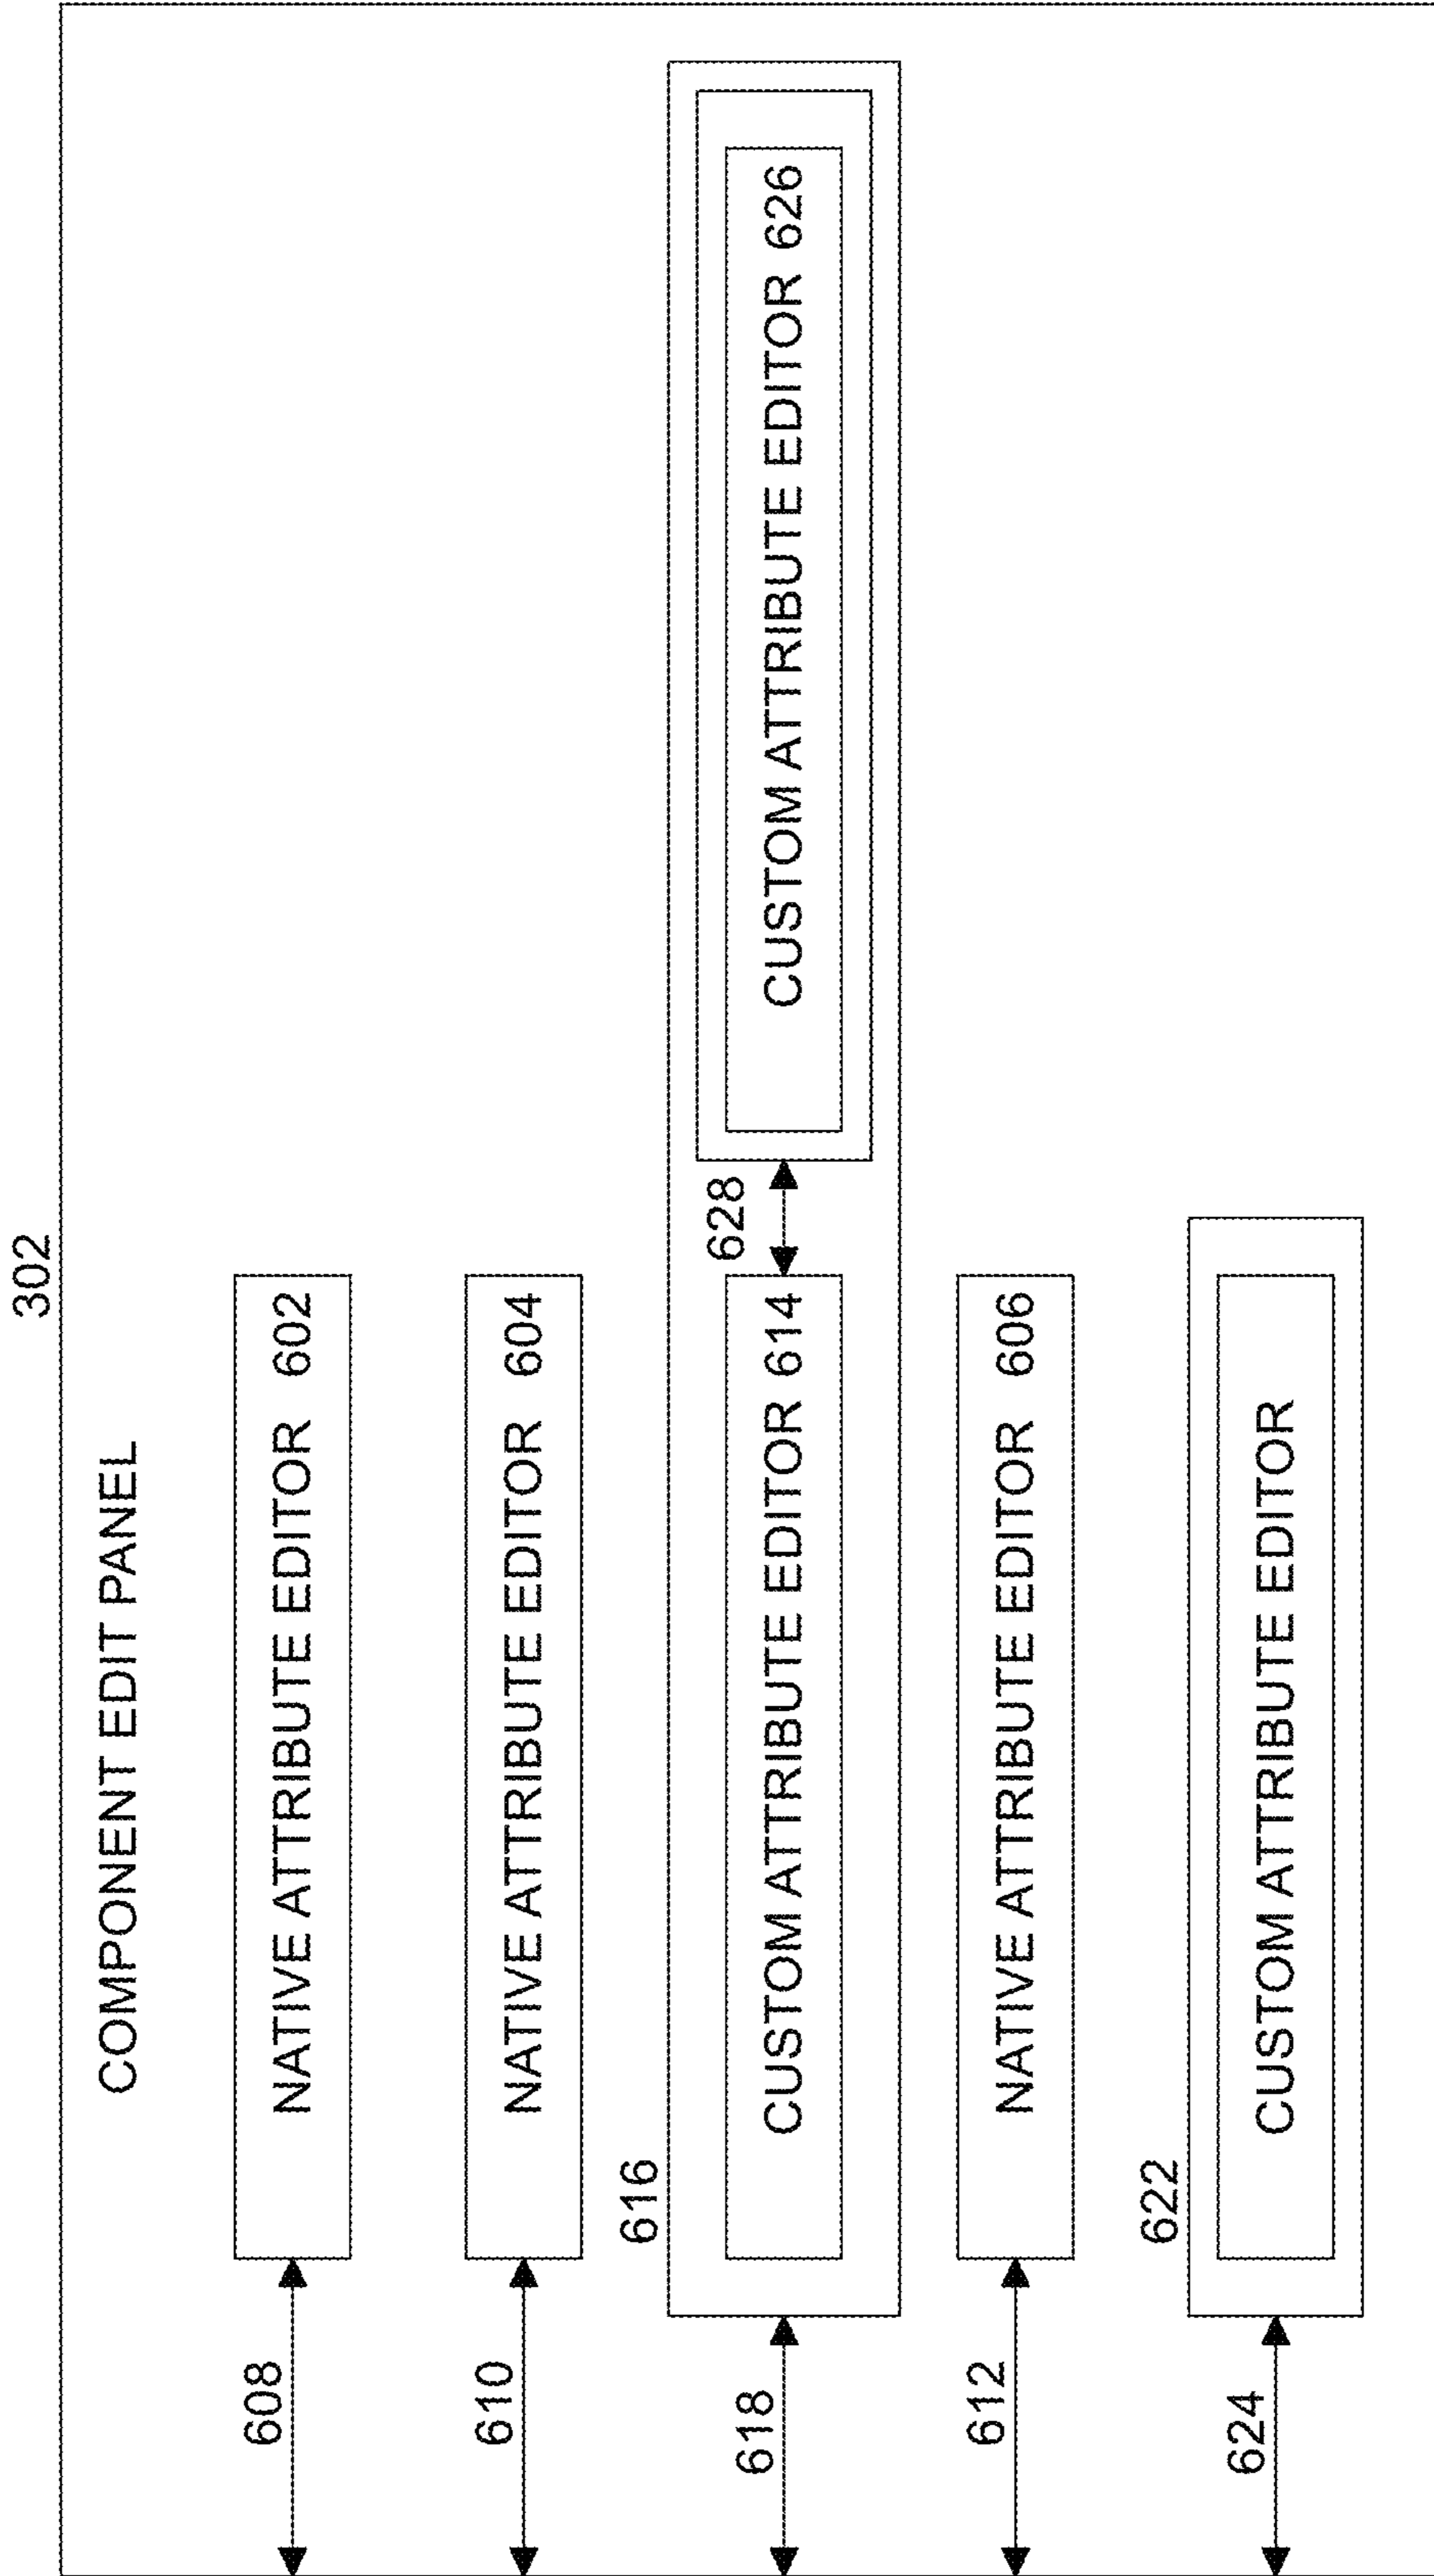 302
COMPONENT EDIT PANEL
608
NATIVE ATTRIBUTE EDITOR 602
610
NATIVE ATTRIBUTE EDITOR 604
616
618
CUSTOM ATTRIBUTE EDITOR 614
628
CUSTOM ATTRIBUTE EDITOR 626
612
NATIVE ATTRIBUTE EDITOR 606
622
624
CUSTOM ATTRIBUTE EDITOR